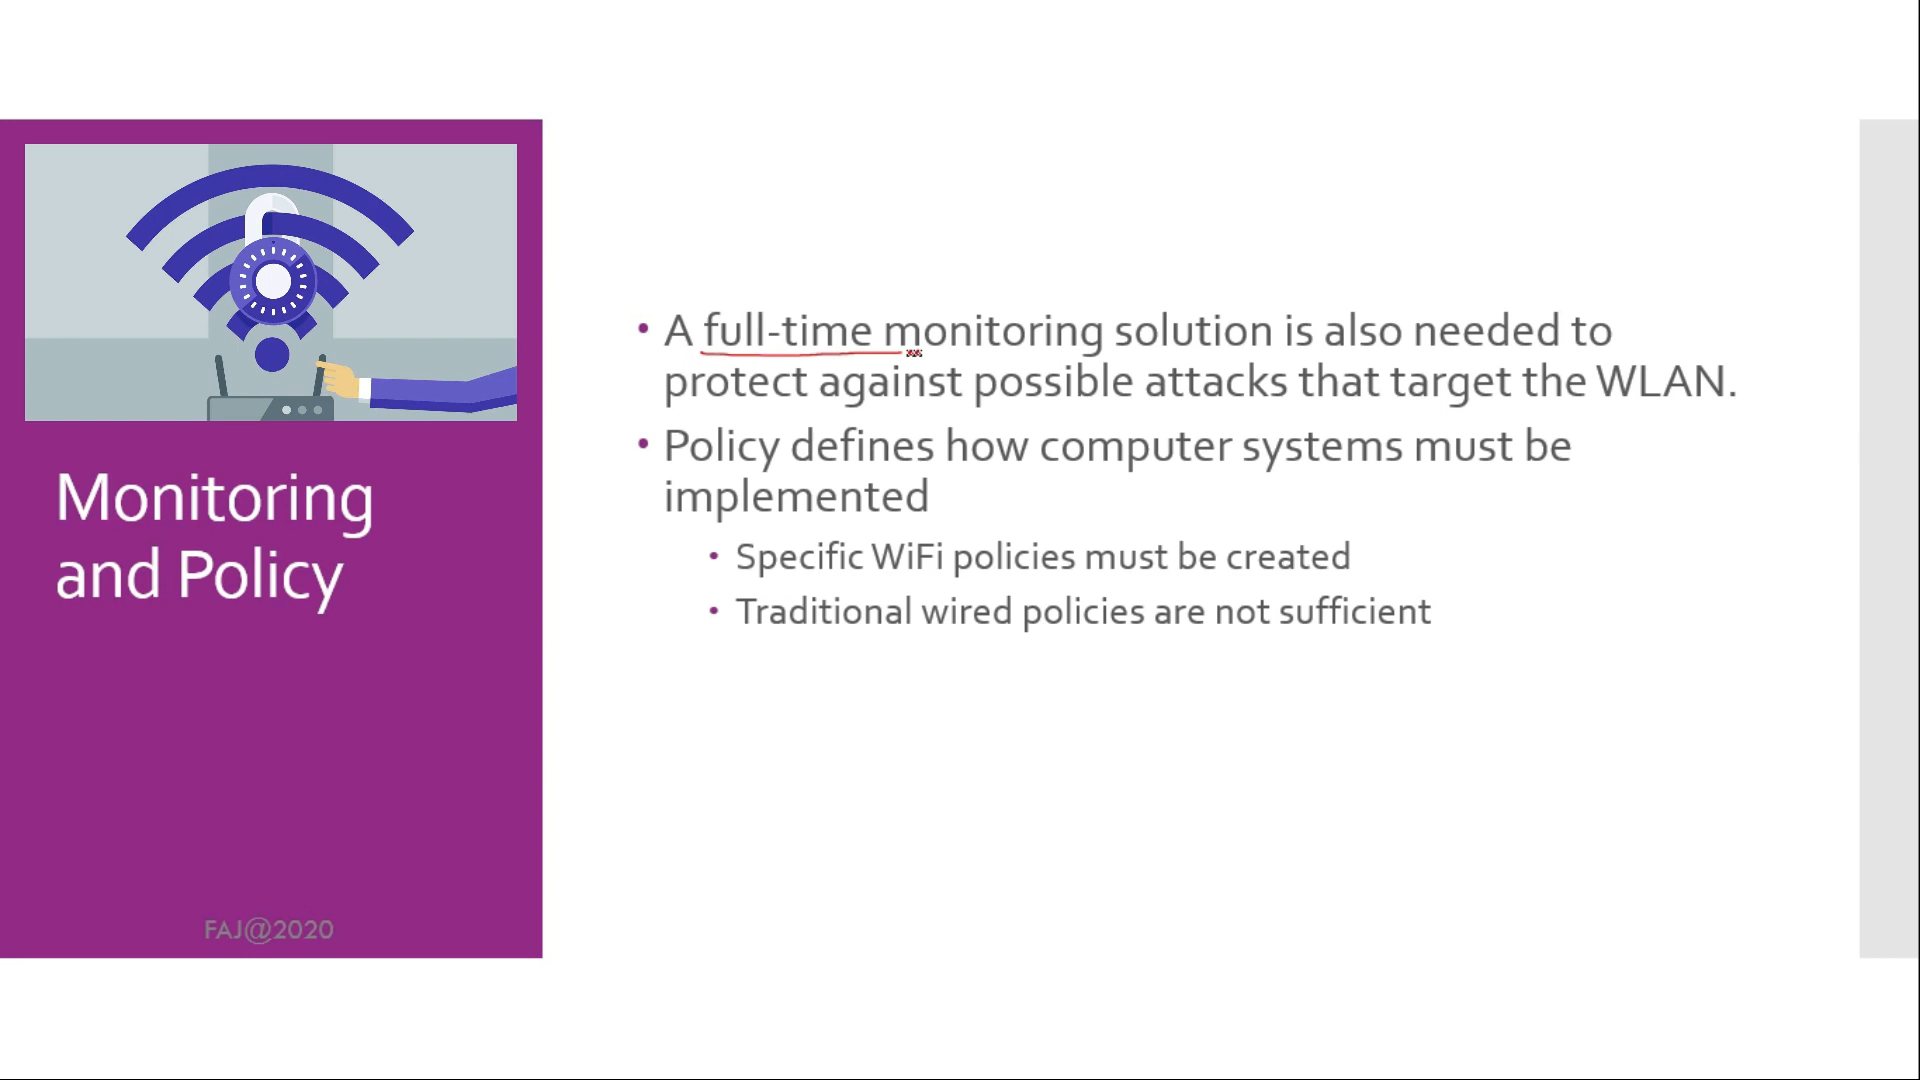 Monitoring
and Policy
FAJ@2020
• A full-time monitoring solution is also needed to
protect against possible attacks that target the WLAN.
• Policy defines how computer systems must be
implemented
• Specific WiFi policies must be created
• Traditional wired policies are not sufficient